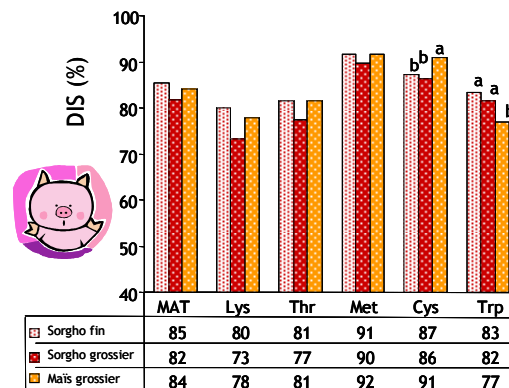 100
90
80
70
60
50
40
DIS (%)
b b a
a a b
MAT Lys Thr Met Cys Trp
Sorgho fin 85 80 81 91 87 83
Sorgho grossier 82 73 77 90 86 82
Maïs grossier 84 78 81 92 91 77